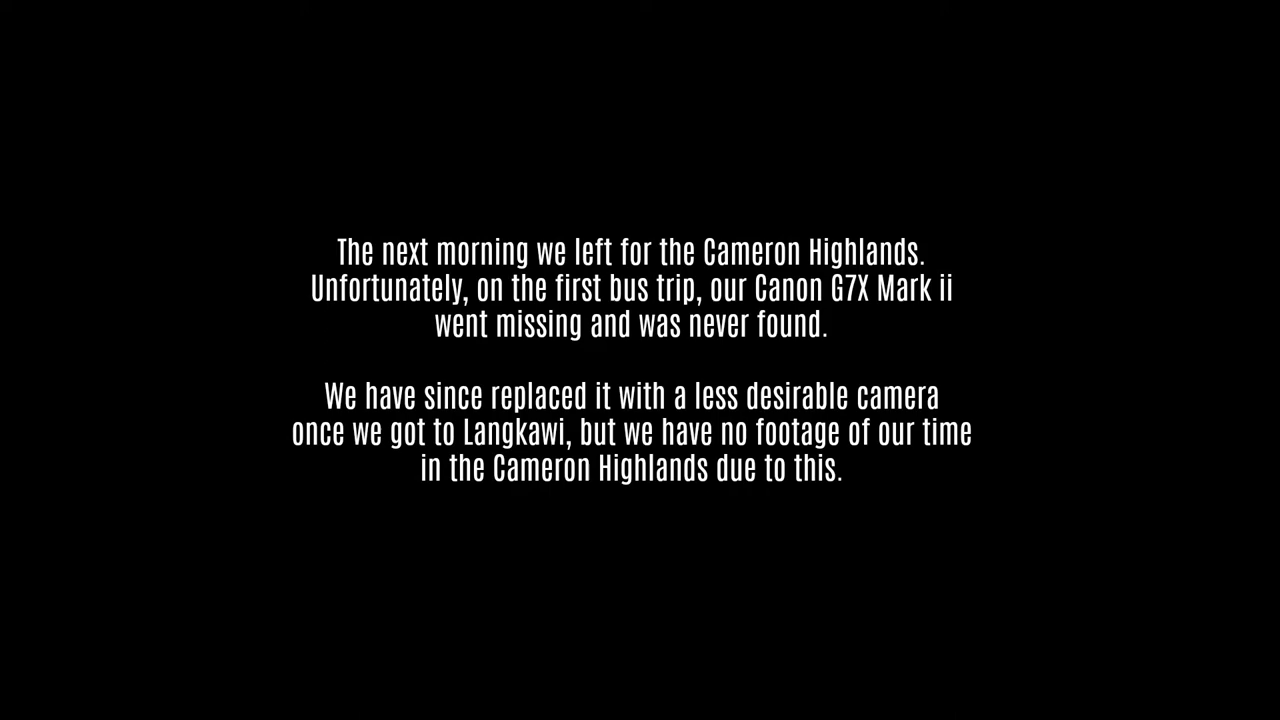 The next morning we left for the Cameron Highlands.
Unfortunately, on the first bus trip, our Canon G7X Mark ii
went missing and was never found.
We have since replaced it with a less desirable camera
once we got to Langkawi, but we have no footage of our time
in the Cameron Highlands due to this.